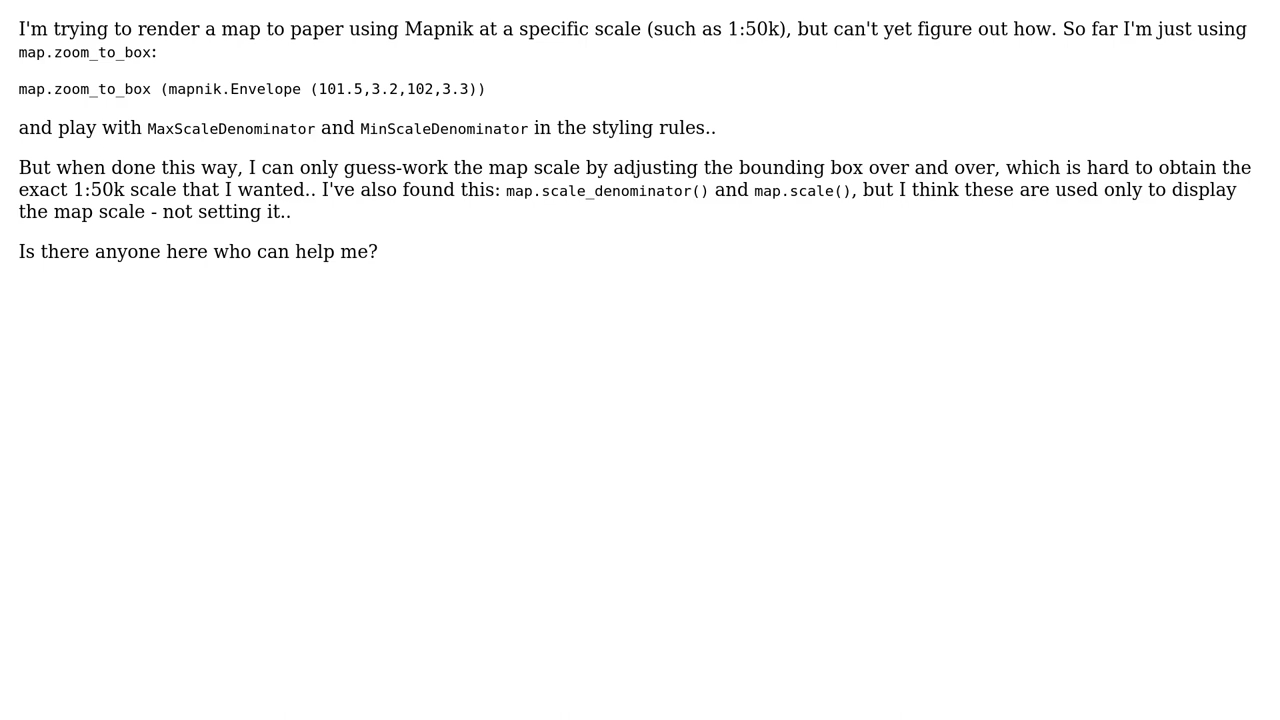 I'm trying to render a map to paper using Mapnik at a specific scale (such as 1:50k), but can't yet figure out how. So far I'm just using
map.zoom_to_box:
map.zoom_to_box (mapnik.Envelope (101.5,3.2,102,3.3))
and play with MaxScaleDenominator and MinScaleDenominator in the styling rules..
But when done this way, I can only guess-work the map scale by adjusting the bounding box over and over, which is hard to obtain the
exact 1:50k scale that I wanted.. I've also found this: map.scale_denominator() and map.scale(), but I think these are used only to display
the map scale - not setting it..
Is there anyone here who can help me?